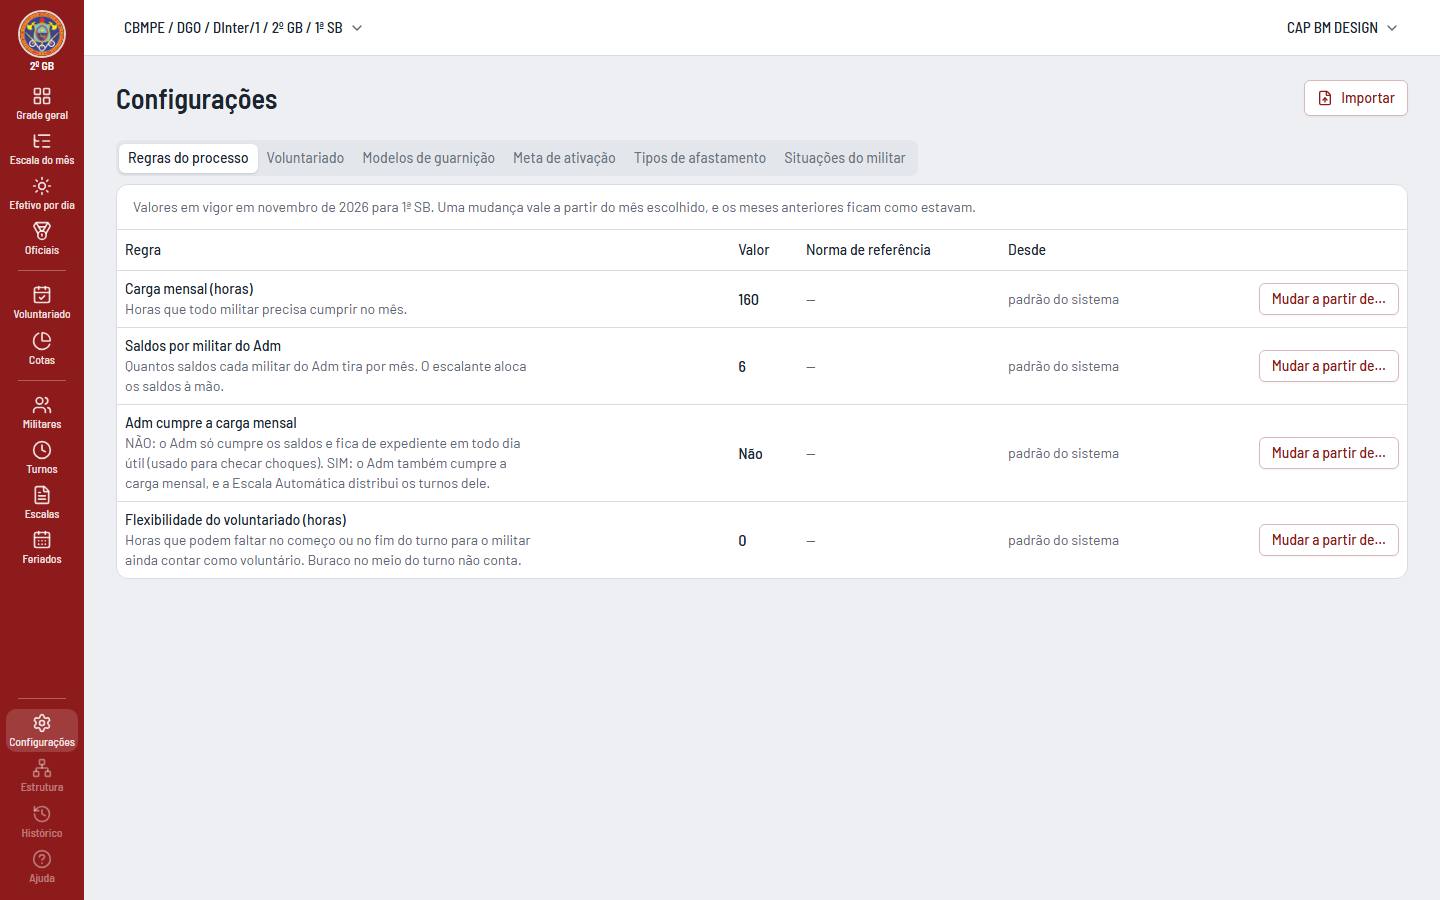 2º GB
Grade geral
Escala do mês
Efetivo por dia
Oficiais
Voluntariado
Cotas
Militares
Turnos
Escalas
Feriados
Configurações
Estrutura
Histórico
Ajuda
CBMPE / DGO / DInter/1 / 2º GB / 1ª SB
CAP BM DESIGN
Configurações
Importar
Regras do processo Voluntariado Modelos de guarnição Meta de ativação Tipos de afastamento Situações do militar
Valores em vigor em novembro de 2026 para 1ª SB. Uma mudança vale a partir do mês escolhido, e os meses anteriores ficam como estavam.
Regra Valor Norma de referência Desde
Carga mensal (horas)
Horas que todo militar precisa cumprir no mês.
160 — padrão do sistema Mudar a partir de...
Saldos por militar do Adm
Quantos saldos cada militar do Adm tira por mês. O escalante aloca
os saldos à mão.
6 — padrão do sistema Mudar a partir de...
Adm cumpre a carga mensal
NÃO: o Adm só cumpre os saldos e fica de expediente em todo dia
útil (usado para checar choques). SIM: o Adm também cumpre a
carga mensal, e a Escala Automática distribui os turnos dele.
Não — padrão do sistema Mudar a partir de...
Flexibilidade do voluntariado (horas)
Horas que podem faltar no começo ou no fim do turno para o militar
ainda contar como voluntário. Buraco no meio do turno não conta.
0 — padrão do sistema Mudar a partir de...